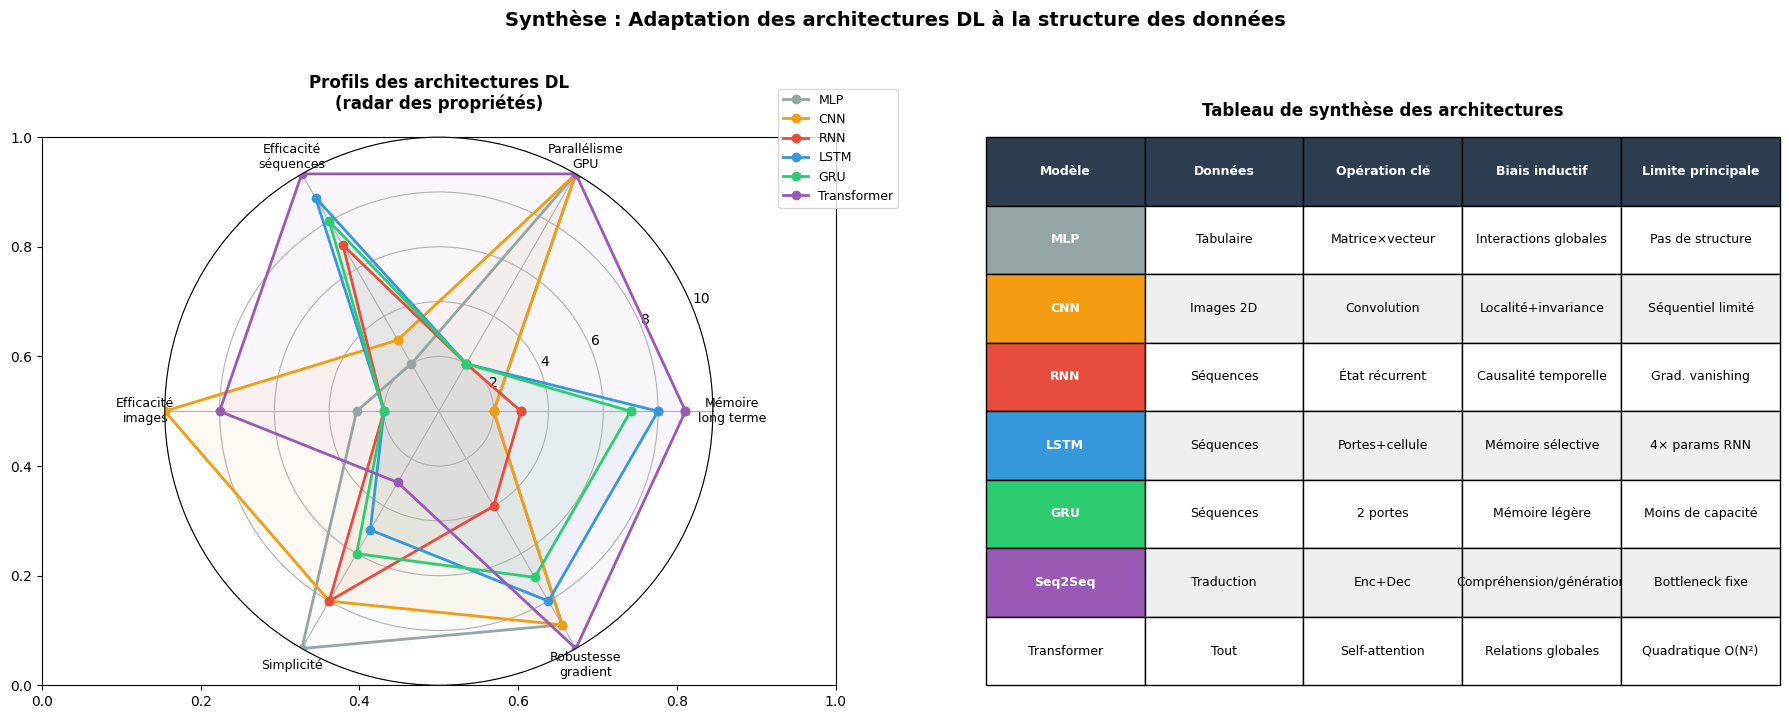 Synthèse : Adaptation des architectures DL à la structure des données
Profils des architectures DL
(radar des propriétés)
MLP
CNN
RNN
LSTM
GRU
Transformer
Efficacité
séquences
Parallélisme
GPU
Efficacité
images
Mémoire
long terme
Simplicité
Robustesse
gradient
10
8
6
4
2
1.0
0.8
0.6
0.4
0.2
0.0
0.0 0.2 0.4 0.6 0.8 1.0
Tableau de synthèse des architectures
Modèle Données Opération clé Biais inductif Limite principale
MLP Tabulaire Matrice×vecteur Interactions globales Pas de structure
CNN Images 2D Convolution Localité+invariance Séquentiel limité
RNN Séquences État récurrent Causalité temporelle Grad. vanishing
LSTM Séquences Portes+cellule Mémoire sélective 4× params RNN
GRU Séquences 2 portes Mémoire légère Moins de capacité
Seq2Seq Traduction Enc+Dec Compréhension/génération Bottleneck fixe
Transformer Tout Self-attention Relations globales Quadratique O(N²)